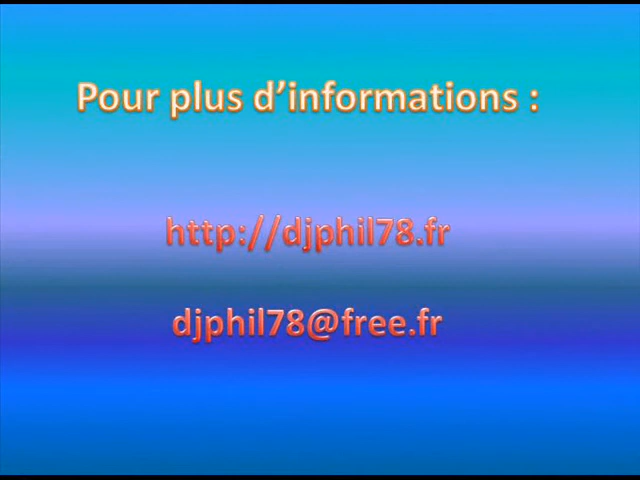 Pour plus d’informations :
http://djphil78.fr
djphil78@free.fr